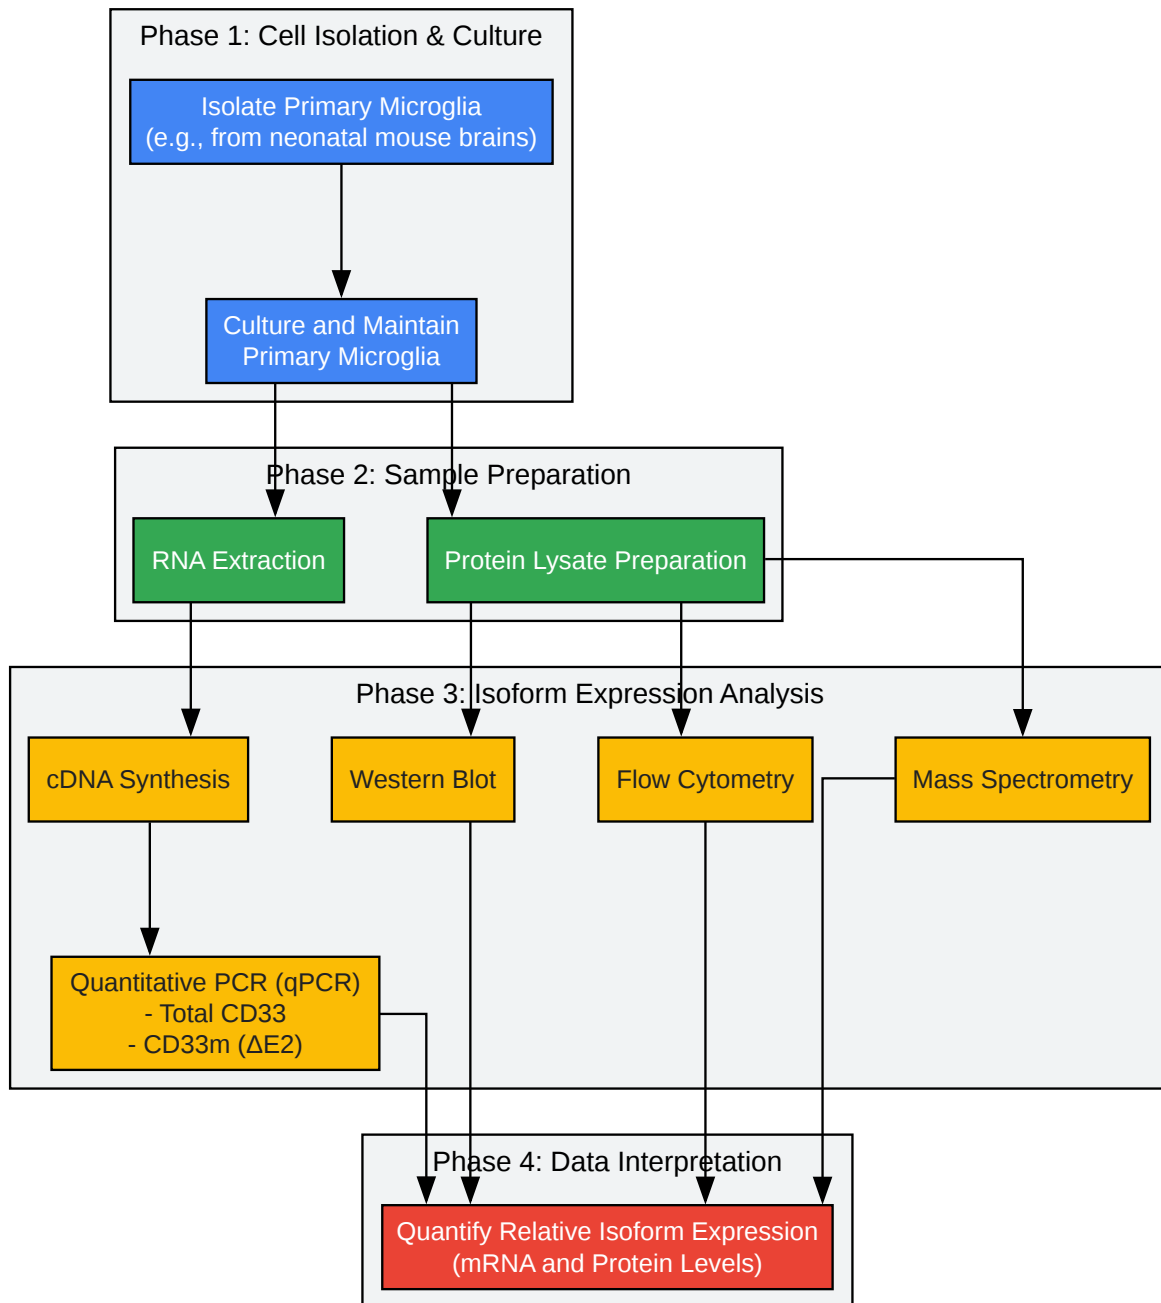 Phase 1: Cell Isolation & Culture
Isolate Primary Microglia
(e.g., from neonatal mouse brains)
Culture and Maintain
Primary Microglia
Phase 2: Sample Preparation
RNA Extraction
Protein Lysate Preparation
Phase 3: Isoform Expression Analysis
cDNA Synthesis
Western Blot
Flow Cytometry
Mass Spectrometry
Quantitative PCR (qPCR)
- Total CD33
- CD33m (ΔE2)
Phase 4: Data Interpretation
Quantify Relative Isoform Expression
(mRNA and Protein Levels)